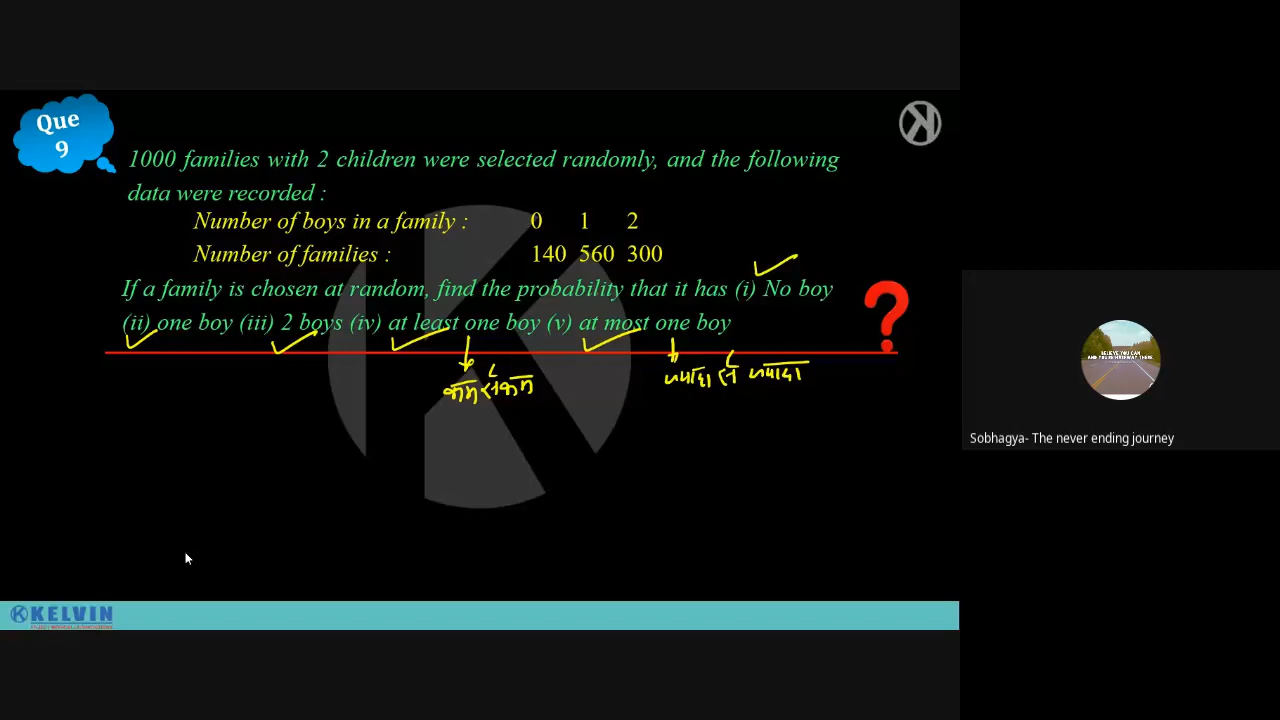 Que
9
1000 families with 2 children were selected randomly, and the following
data were recorded :
Number of boys in a family : 0 1 2
Number of families : 140 560 300
If a family is chosen at random, find the probability that it has (i) No boy
(ii) one boy (iii) 2 boys (iv) at least one boy (v) at most one boy
कम से कम
ज्यादा से ज्यादा
Sobhagya- The never ending journey
KELVIN